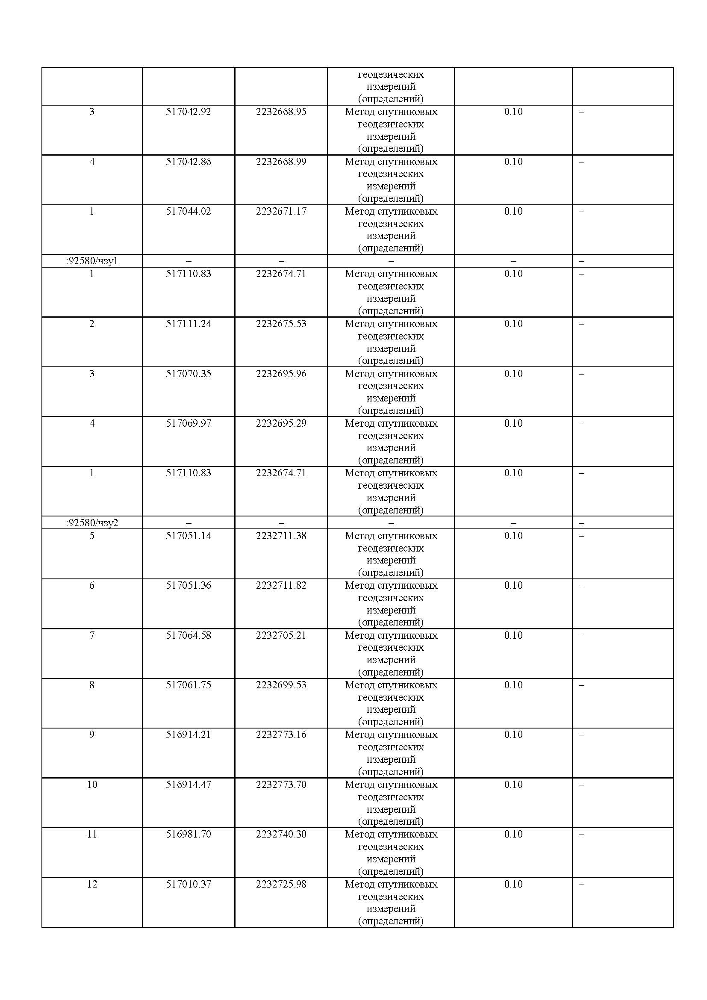 геодезических
измерений
(определений)
3 517042.92 2232668.95 Метод спутниковых 0.10 –
геодезических
измерений
(определений)
4 517042.86 2232668.99 Метод спутниковых 0.10 –
геодезических
измерений
(определений)
1 517044.02 2232671.17 Метод спутниковых 0.10 –
геодезических
измерений
(определений)
:92580/чзу1 – – – – –
1 517110.83 2232674.71 Метод спутниковых 0.10 –
геодезических
измерений
(определений)
2 517111.24 2232675.53 Метод спутниковых 0.10 –
геодезических
измерений
(определений)
3 517070.35 2232695.96 Метод спутниковых 0.10 –
геодезических
измерений
(определений)
4 517069.97 2232695.29 Метод спутниковых 0.10 –
геодезических
измерений
(определений)
1 517110.83 2232674.71 Метод спутниковых 0.10 –
геодезических
измерений
(определений)
:92580/чзу2 – – – – –
5 517051.14 2232711.38 Метод спутниковых 0.10 –
геодезических
измерений
(определений)
6 517051.36 2232711.82 Метод спутниковых 0.10 –
геодезических
измерений
(определений)
7 517064.58 2232705.21 Метод спутниковых 0.10 –
геодезических
измерений
(определений)
8 517061.75 2232699.53 Метод спутниковых 0.10 –
геодезических
измерений
(определений)
9 516914.21 2232773.16 Метод спутниковых 0.10 –
геодезических
измерений
(определений)
10 516914.47 2232773.70 Метод спутниковых 0.10 –
геодезических
измерений
(определений)
11 516981.70 2232740.30 Метод спутниковых 0.10 –
геодезических
измерений
(определений)
12 517010.37 2232725.98 Метод спутниковых 0.10 –
геодезических
измерений
(определений)